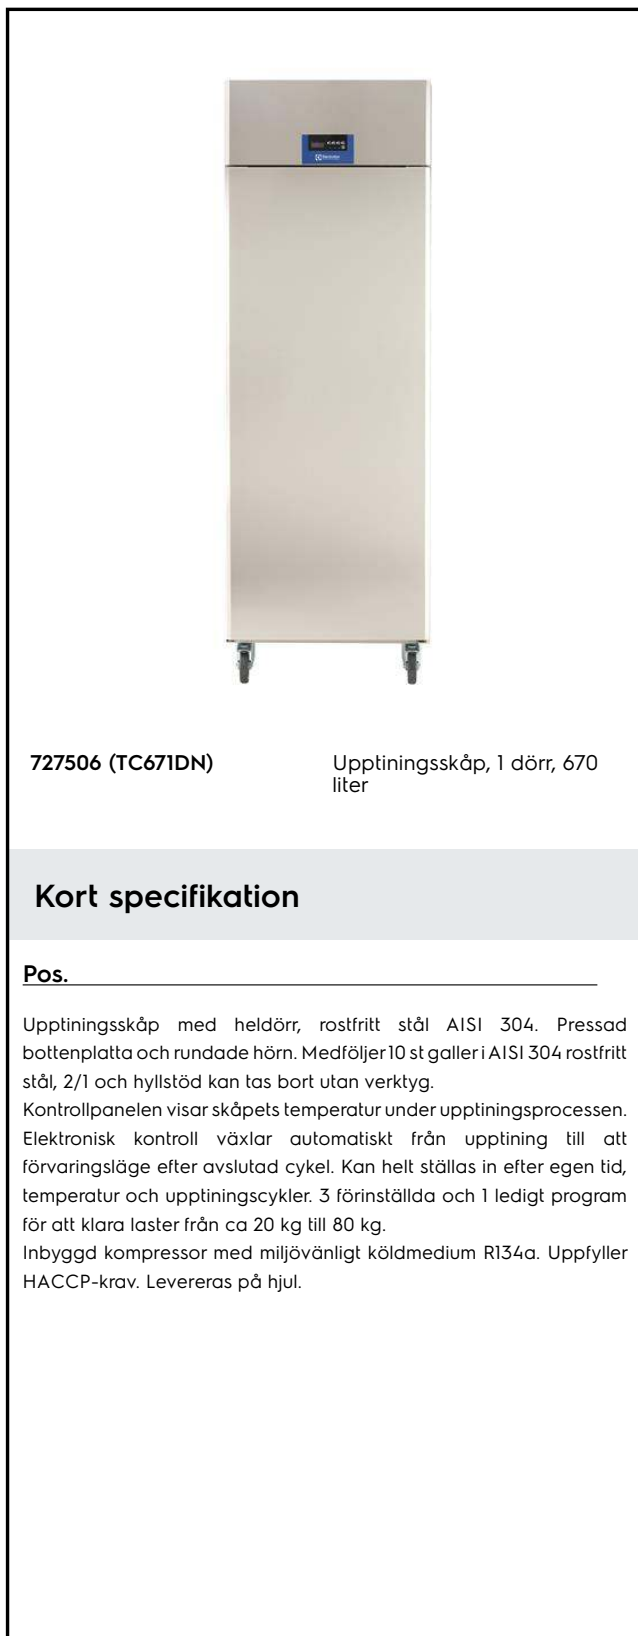 Electrolux
727506 (TC671DN)
Upptiningsskåp, 1 dörr, 670
liter
Kort specifikation
Pos.
Upptiningsskåp med heldörr, rostfritt stål AISI 304. Pressad
bottenplatta och rundade hörn. Medföljer 10 st galler i AISI 304 rostfritt
stål, 2/1 och hyllstöd kan tas bort utan verktyg.
Kontrollpanelen visar skåpets temperatur under upptiningsprocessen.
Elektronisk kontroll växlar automatiskt från upptining till att
förvaringsläge efter avslutad cykel. Kan helt ställas in efter egen tid,
temperatur och upptiningscykler. 3 förinställda och 1 ledigt program
för att klara laster från ca 20 kg till 80 kg.
Inbyggd kompressor med miljövänligt köldmedium R134a. Uppfyller
HACCP-krav. Levereras på hjul.